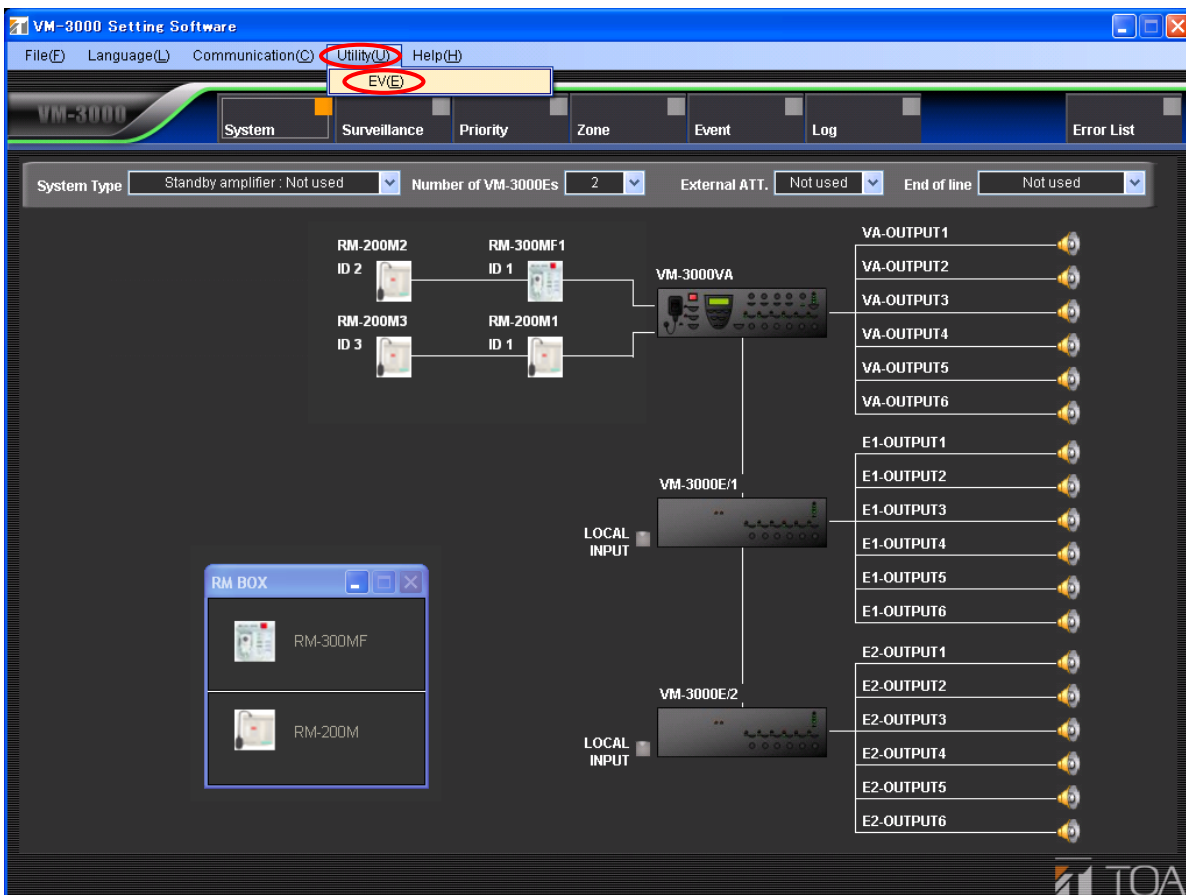 VM-3000 Setting Software
File(F) Language(L) Communication(C) Utility(U) Help(H)
EV(E)
VM-3000
System Surveillance Priority Zone Event Log Error List
System Type Standby amplifier : Not used Number of VM-3000Es 2 External ATT. Not used End of line Not used
RM-200M2 RM-300MF1
ID 2 ID 1
RM-200M3 RM-200M1
ID 3 ID 1
VM-3000VA
VA-OUTPUT1
VA-OUTPUT2
VA-OUTPUT3
VA-OUTPUT4
VA-OUTPUT5
VA-OUTPUT6
VM-3000E/1
LOCAL
INPUT
E1-OUTPUT1
E1-OUTPUT2
E1-OUTPUT3
E1-OUTPUT4
E1-OUTPUT5
E1-OUTPUT6
RM BOX
RM-300MF
RM-200M
VM-3000E/2
LOCAL
INPUT
E2-OUTPUT1
E2-OUTPUT2
E2-OUTPUT3
E2-OUTPUT4
E2-OUTPUT5
E2-OUTPUT6
TOA